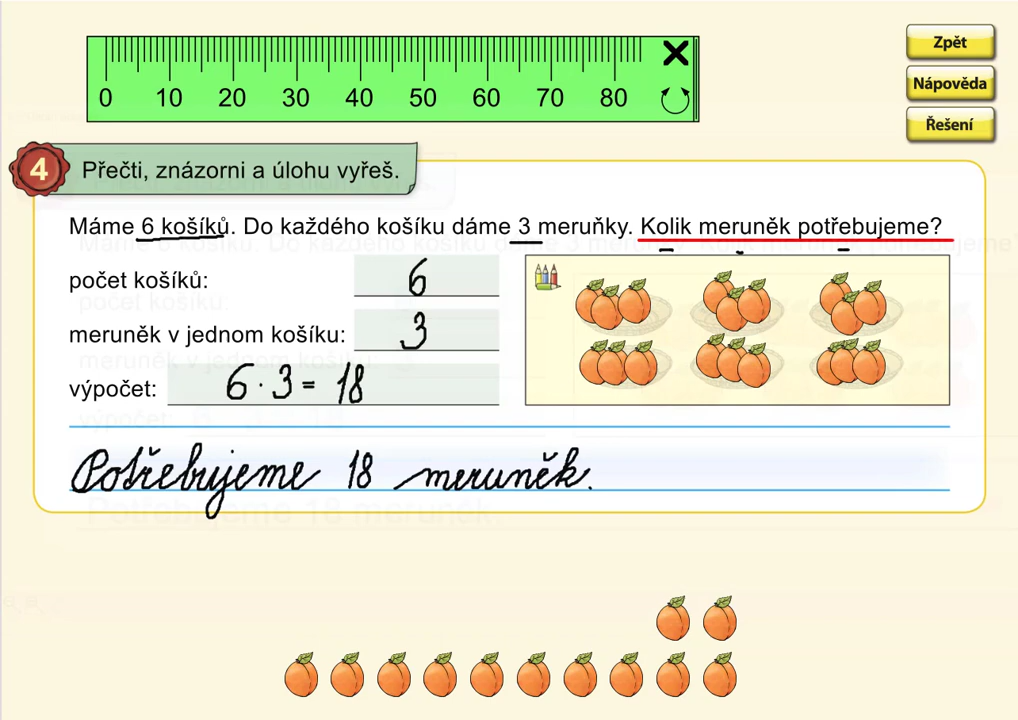 0 10 20 30 40 50 60 70 80
Zpět
Nápověda
Řešení
4 Přečti, znázorni a úlohu vyřeš.
Máme 6 košíků. Do každého košíku dáme 3 meruňky. Kolik meruněk potřebujeme?
počet košíků: 6
meruněk v jednom košíku: 3
výpočet: 6 · 3 = 18
Potřebujeme 18 meruněk.